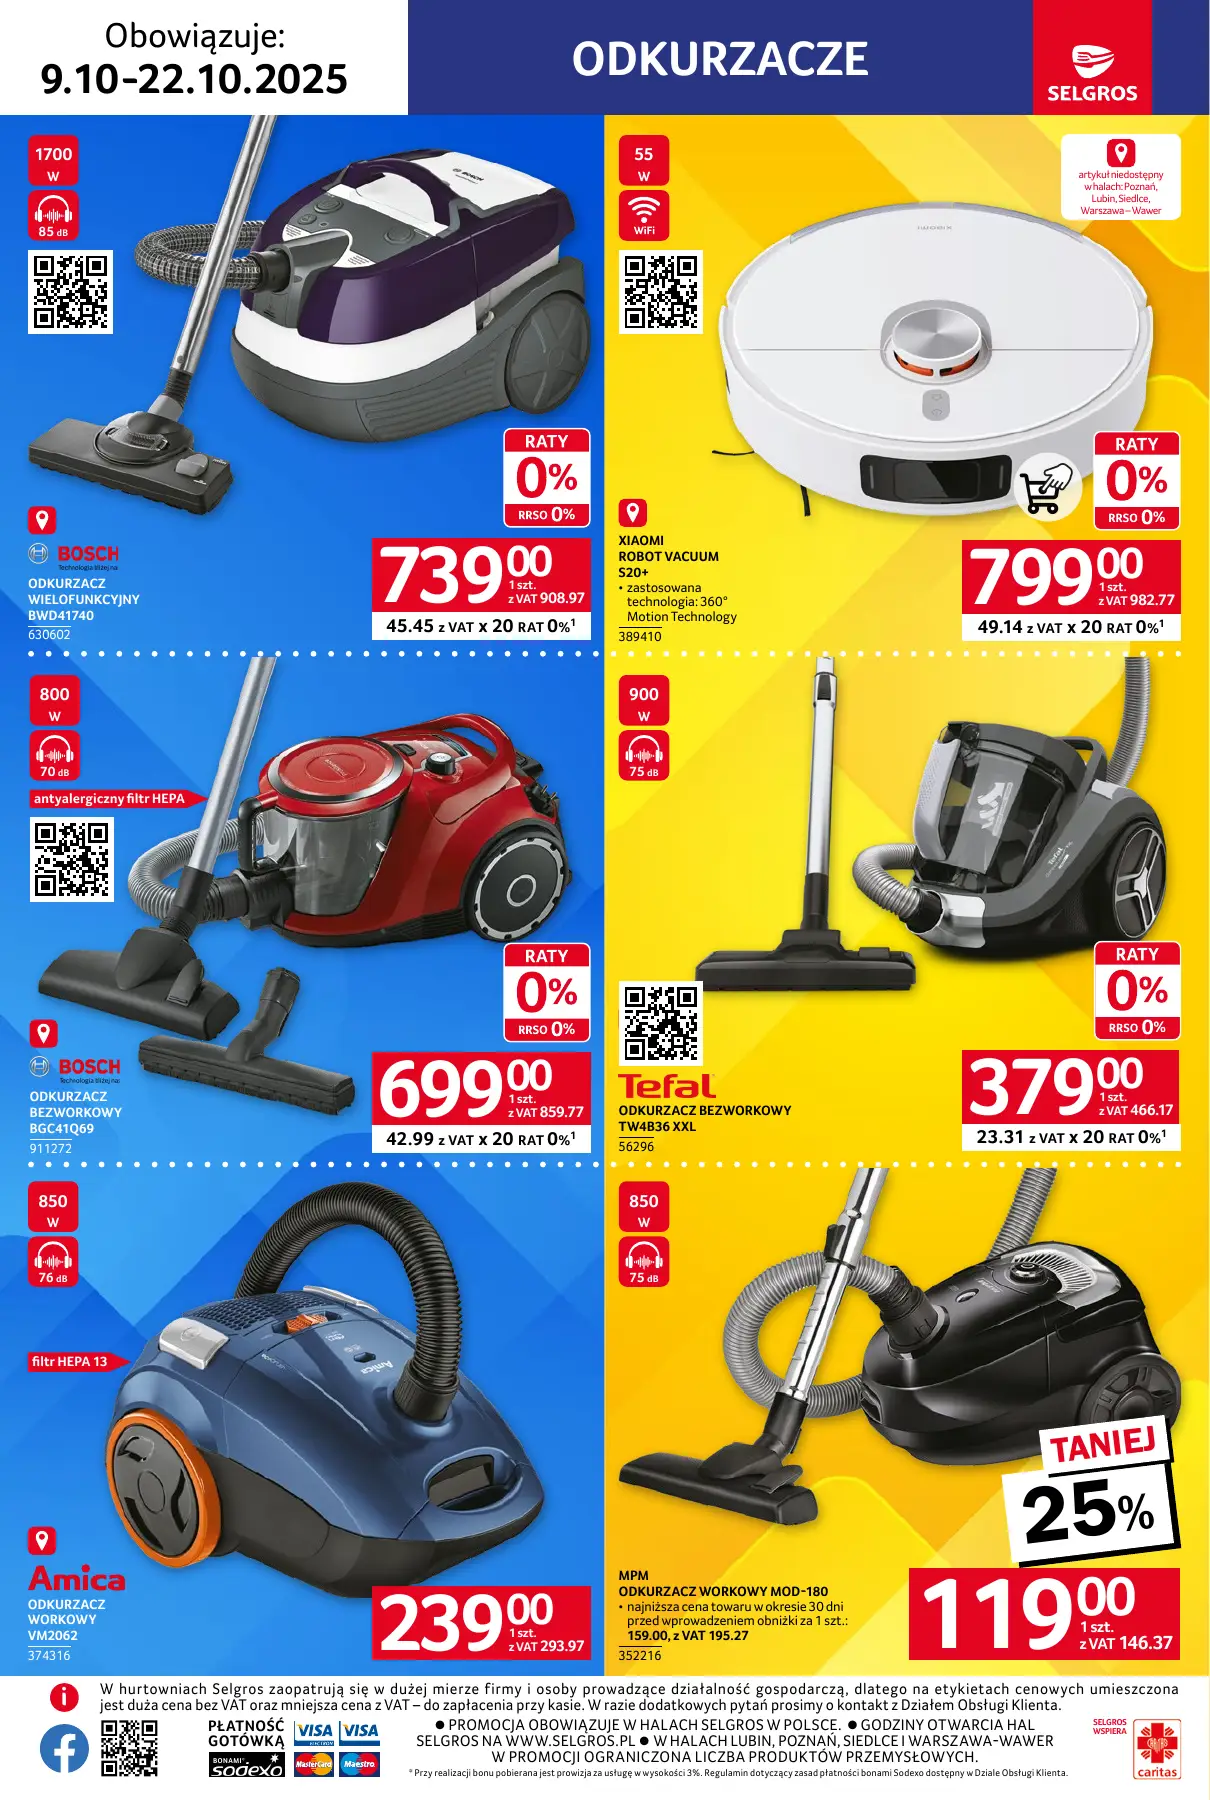 Obowiązuje:
9.10-22.10.2025
ODKURZACZE
SELGROS
1700
W
85 dB
BOSCH
RATY
0%
RRSO 0%
BOSCH
Technologia bliżej nas
ODKURZACZ
WIELOFUNKCYJNY
BWD41740
630602
739 00
1 szt.
z VAT 908.97
45.45 z VAT x 20 RAT 0%1
55
W
WiFi
artykuł niedostępny
w halach: Poznań,
Lubin, Siedlce,
Warszawa – Wawer
RATY
0%
RRSO 0%
XIAOMI
ROBOT VACUUM
S20+
• zastosowana
technologia: 360°
Motion Technology
389410
799 00
1 szt.
z VAT 982.77
49.14 z VAT x 20 RAT 0%1
800
W
70 dB
antyalergiczny filtr HEPA
RATY
0%
RRSO 0%
BOSCH
Technologia bliżej nas
ODKURZACZ
BEZWORKOWY
BGC41Q69
911272
699 00
1 szt.
z VAT 859.77
42.99 z VAT x 20 RAT 0%1
900
W
75 dB
Tefal
RATY
0%
RRSO 0%
Tefal
ODKURZACZ BEZWORKOWY
TW4B36 XXL
56296
379 00
1 szt.
z VAT 466.17
23.31 z VAT x 20 RAT 0%1
850
W
76 dB
filtr HEPA 13
Amica
Amica
ODKURZACZ
WORKOWY
VM2062
374316
239 00
1 szt.
z VAT 293.97
850
W
75 dB
TANIEJ
25%
MPM
ODKURZACZ WORKOWY MOD-180
• najniższa cena towaru w okresie 30 dni
przed wprowadzeniem obniżki za 1 szt.:
159.00, z VAT 195.27
352216
119 00
1 szt.
z VAT 146.37
W hurtowniach Selgros zaopatrują się w dużej mierze firmy i osoby prowadzące działalność gospodarczą, dlatego na etykietach cenowych umieszczona
jest duża cena bez VAT oraz mniejsza cena z VAT – do zapłacenia przy kasie. W razie dodatkowych pytań prosimy o kontakt z Działem Obsługi Klienta.
PŁATNOŚĆ
GOTÓWKĄ
VISA ELECTRON
VISA
BONAMI*
sodexo
MasterCard
Maestro
● PROMOCJA OBOWIĄZUJE W HALACH SELGROS W POLSCE. ● GODZINY OTWARCIA HAL
SELGROS NA WWW.SELGROS.PL ● W HALACH LUBIN, POZNAŃ, SIEDLCE I WARSZAWA-WAWER
W PROMOCJI OGRANICZONA LICZBA PRODUKTÓW PRZEMYSŁOWYCH.
* Przy realizacji bonu pobierana jest prowizja za usługę w wysokości 3%. Regulamin dotyczący zasad płatności bonami Sodexo dostępny w Dziale Obsługi Klienta.
SELGROS
WSPIERA
caritas